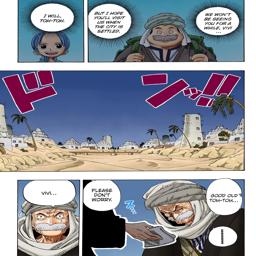 I WILL,
TOH-TOH.
BUT I HOPE
YOU'LL VISIT
US WHEN
THE CITY IS
SETTLED.
WE WON'T
BE SEEING
YOU FOR A
WHILE, VIVI
ドンッ!!
VIVI...
PLEASE
DON'T
WORRY.
GOOD OLD
TOH-TOH...